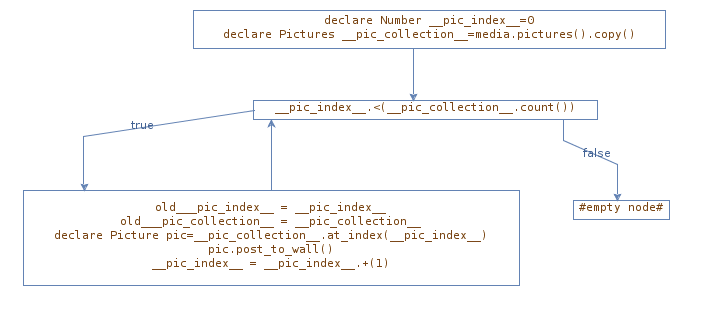 declare Number __pic_index__=0
declare Pictures __pic_collection__=media.pictures().copy()
__pic_index__.<(__pic_collection__.count())
true
false
old___pic_index__ = __pic_index__
old___pic_collection__ = __pic_collection__
declare Picture pic=__pic_collection__.at_index(__pic_index__)
pic.post_to_wall()
__pic_index__ = __pic_index__.+(1)
#empty node#